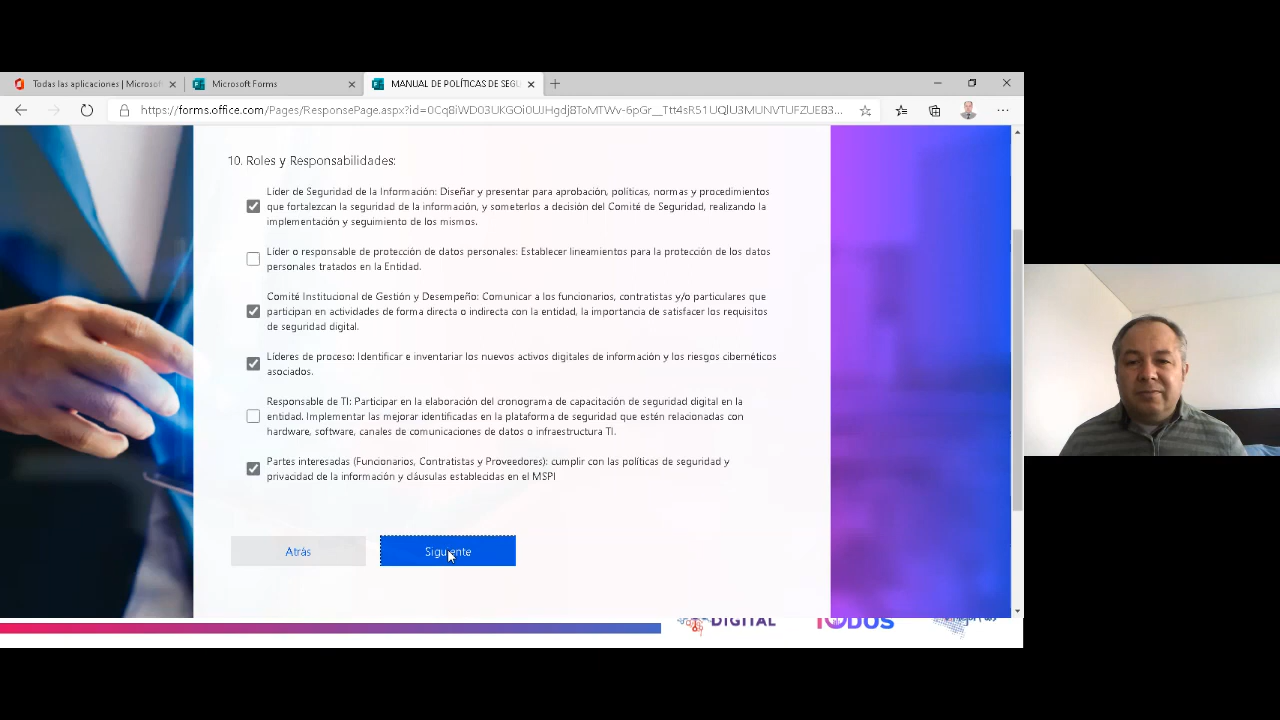 Todas las aplicaciones | Microsof
Microsoft Forms
MANUAL DE POLÍTICAS DE SEGU
https://forms.office.com/Pages/ResponsePage.aspx?id=
10. Roles y Responsabilidades:
Líder de Seguridad de la Información: Diseñar y presentar para aprobación, políticas, normas y procedimientos
que fortalezcan la seguridad de la información, y someterlos a decisión del Comité de Seguridad, realizando la
implementación y seguimiento de los mismos.
Líder o responsable de protección de datos personales: Establecer lineamientos para la protección de los datos
personales tratados en la Entidad.
Comité Institucional de Gestión y Desempeño: Comunicar a los funcionarios, contratistas y/o particulares que
participan en actividades de forma directa o indirecta con la entidad, la importancia de satisfacer los requisitos
de seguridad digital.
Líderes de proceso: Identificar e inventariar los nuevos activos digitales de información y los riesgos cibernéticos
asociados.
Responsable de TI: Participar en la elaboración del cronograma de capacitación de seguridad digital en la
entidad. Implementar las mejorar identificadas en la plataforma de seguridad que estén relacionadas con
hardware, software, canales de comunicaciones de datos o infraestructura TI.
Partes interesadas (Funcionarios, Contratistas y Proveedores): cumplir con las políticas de seguridad y
privacidad de la información y cláusulas establecidas en el MSPI
Atrás
Siguiente
DIGITAL
TODOS